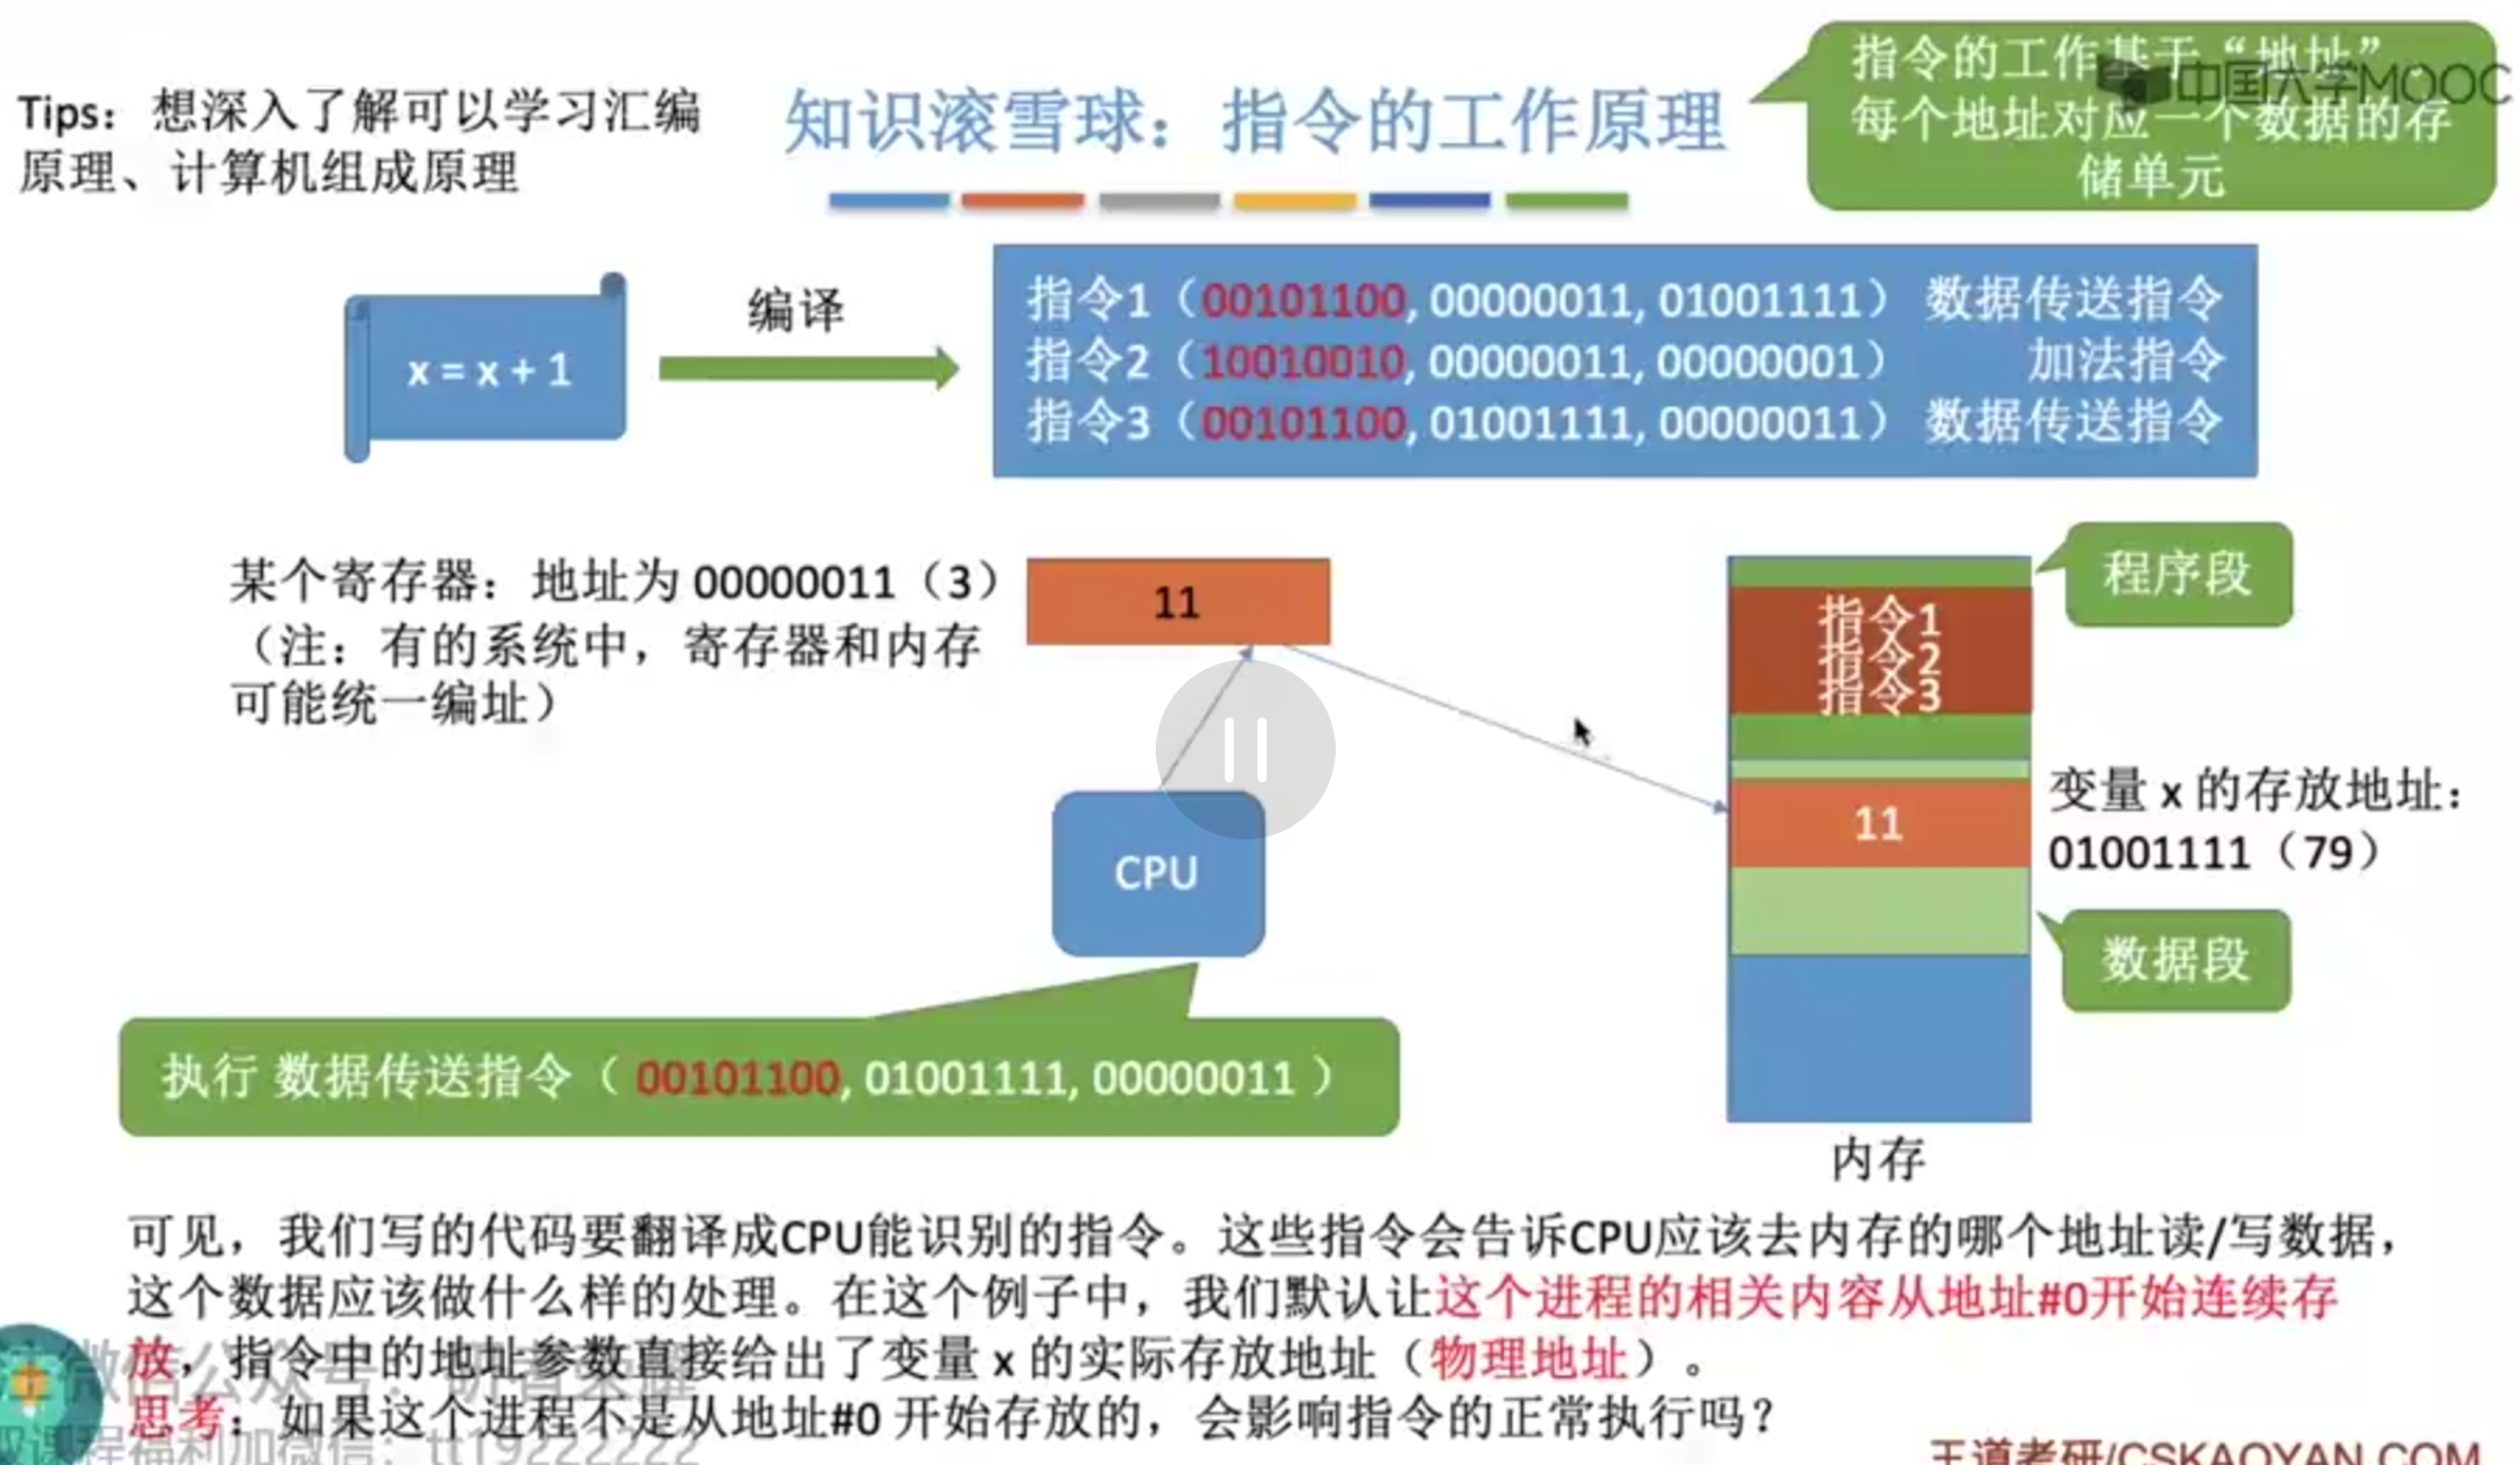 Tips：想深入了解可以学习汇编
原理、计算机组成原理
知识滚雪球：指令的工作原理
指令的工作基于“地址”。
中国大学MOOC
每个地址对应一个数据的存
储单元
x = x + 1
编译
指令1（00101100, 00000011, 01001111） 数据传送指令
指令2（10010010, 00000011, 00000001） 加法指令
指令3（00101100, 01001111, 00000011） 数据传送指令
某个寄存器：地址为 00000011（3）
（注：有的系统中，寄存器和内存
可能统一编址）
11
CPU
执行 数据传送指令（ 00101100, 01001111, 00000011 ）
程序段
指令1
指令2
指令3
11
变量 x 的存放地址：
01001111（79）
数据段
内存
可见，我们写的代码要翻译成CPU能识别的指令。这些指令会告诉CPU应该去内存的哪个地址读/写数据，
这个数据应该做什么样的处理。在这个例子中，我们默认让这个进程的相关内容从地址#0开始连续存
放，指令中的地址参数直接给出了变量 x 的实际存放地址（物理地址）。
思考：如果这个进程不是从地址#0 开始存放的，会影响指令的正常执行吗？
微信公众号：
课程福利加微信：tt19222222
王道考研/CSKAOYAN.COM